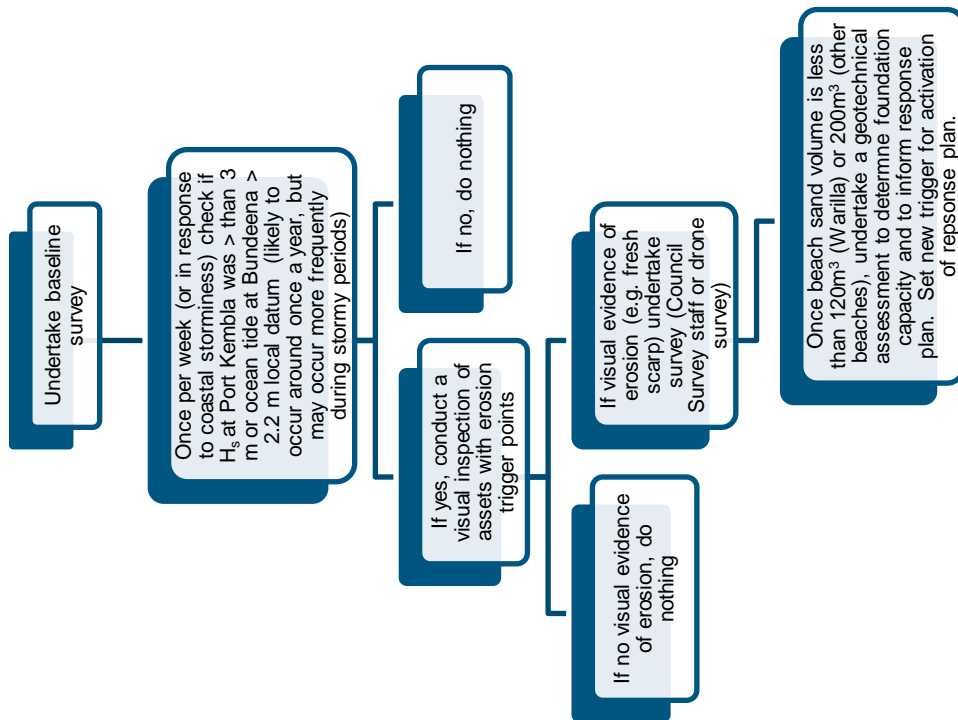 Undertake baseline
survey
Once per week (or in response
to coastal storminess) check if
Hₛ at Port Kembla was > than 3
m or ocean tide at Bundeena >
2.2 m local datum (likely to
occur around once a year, but
may occur more frequently
during stormy periods)
If yes, conduct a
visual inspection of
assets with erosion
trigger points
If no, do nothing
If no visual evidence
of erosion, do
nothing
If visual evidence of
erosion (e.g. fresh
scarp) undertake
survey (Council
Survey staff or drone
survey)
Once beach sand volume is less
than 120m³ (Warilla) or 200m³ (other
beaches), undertake a geotechnical
assessment to determne foundation
capacity and to inform response
plan. Set new trigger for activation
of repsonse plan.